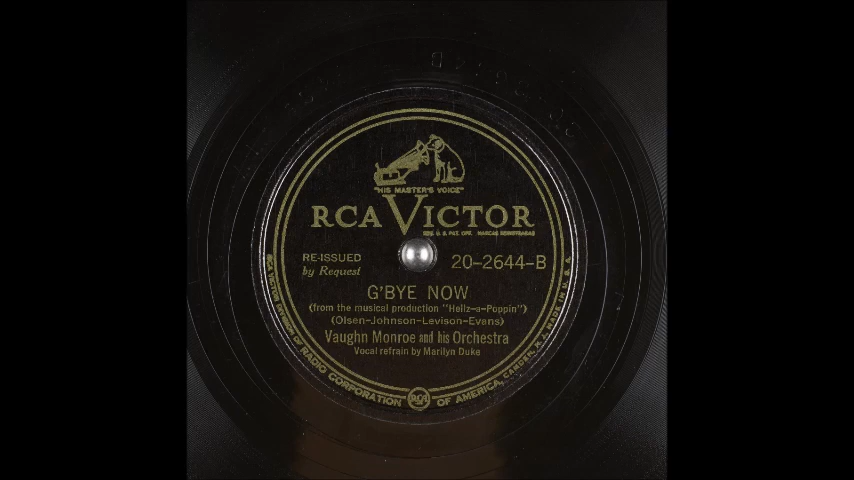 "HIS MASTER'S VOICE"
RCA VICTOR
REG. U. S. PAT. OFF. MARCAS REGISTRADAS
RE-ISSUED
by Request
20-2644-B
G'BYE NOW
(from the musical production "Hellz-a-Poppin")
(Olsen-Johnson-Levison-Evans)
Vaughn Monroe and his Orchestra
Vocal refrain by Marilyn Duke
RCA VICTOR DIVISION OF RADIO CORPORATION RCA OF AMERICA, CAMDEN, N. J. MADE IN U. S. A.